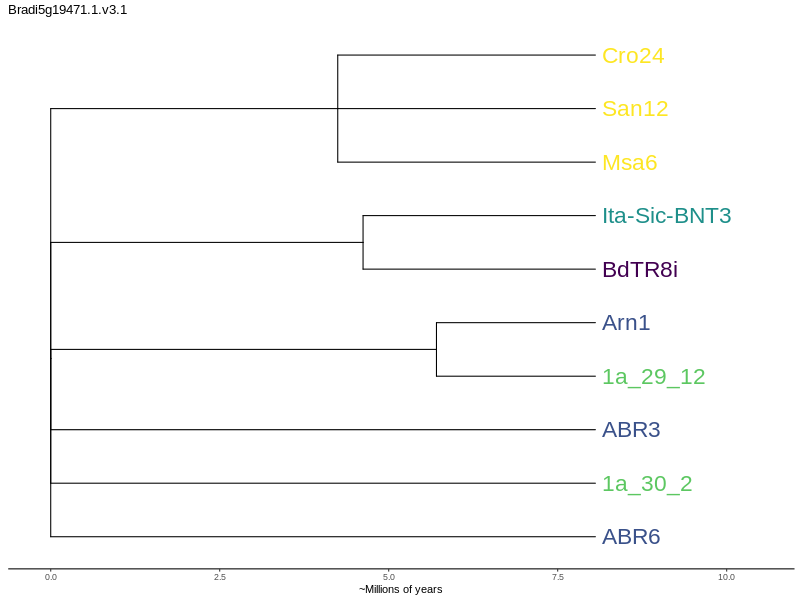 Bradi5g19471.1.v3.1
Cro24
San12
Msa6
Ita-Sic-BNT3
BdTR8i
Arn1
1a_29_12
ABR3
1a_30_2
ABR6
0.0 2.5 5.0 7.5 10.0
~Millions of years